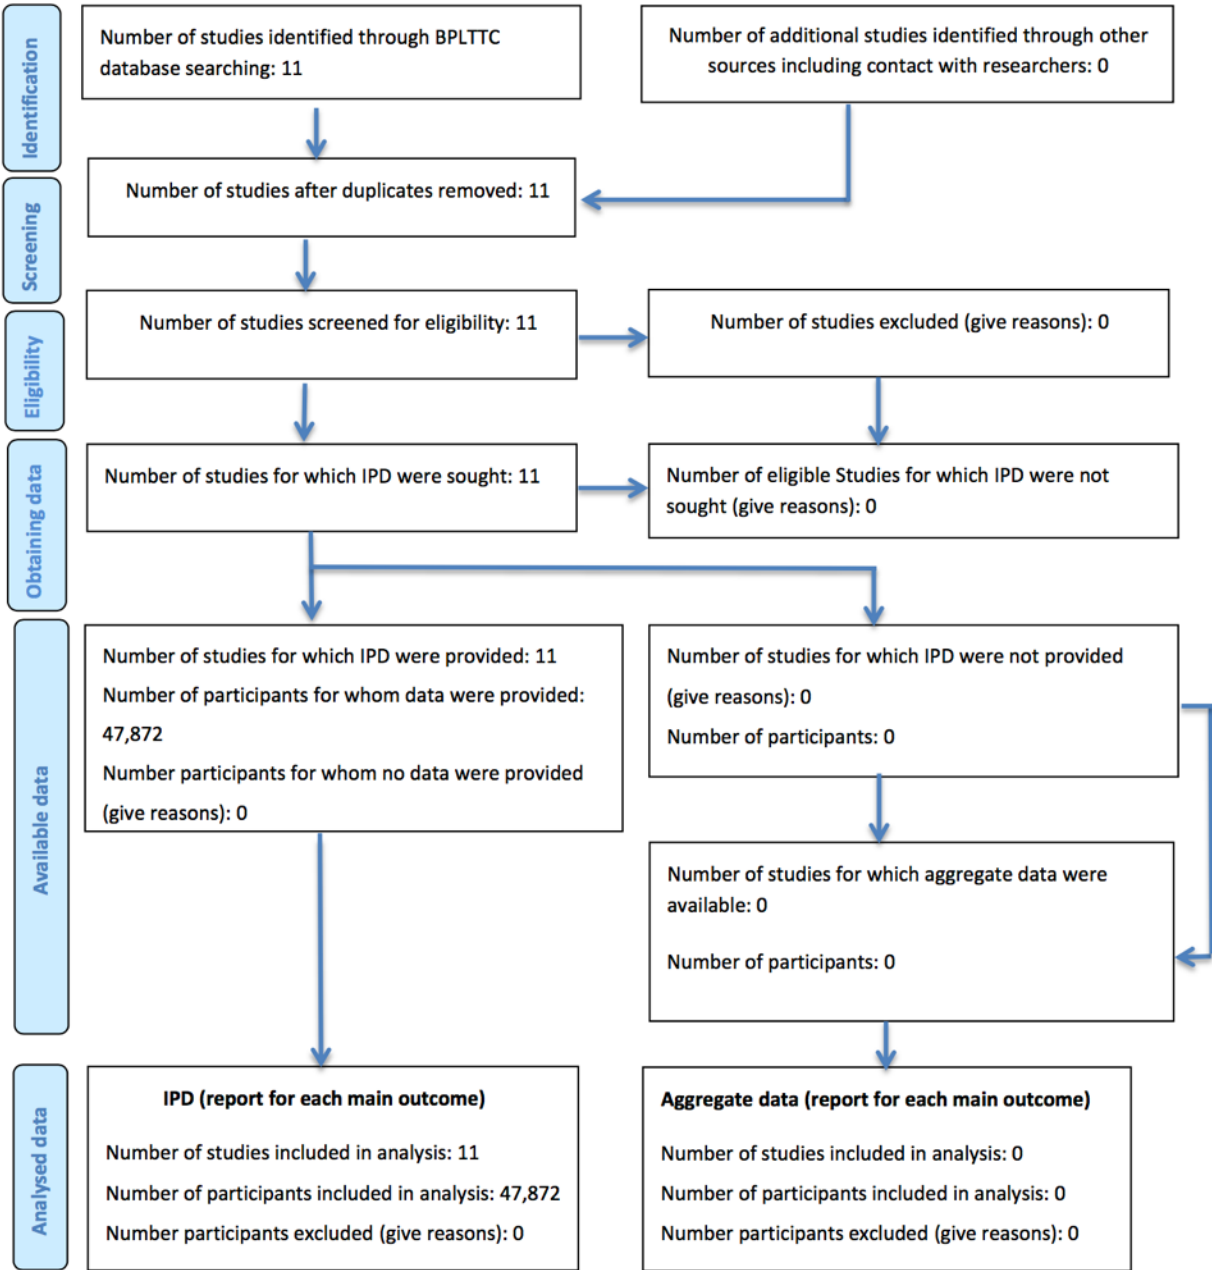 Identification
Number of studies identified through BPLTTC
database searching: 11
Number of additional studies identified through other
sources including contact with researchers: 0
Screening
Number of studies after duplicates removed: 11
Eligibility
Number of studies screened for eligibility: 11
Number of studies excluded (give reasons): 0
Obtaining data
Number of studies for which IPD were sought: 11
Number of eligible Studies for which IPD were not
sought (give reasons): 0
Available data
Number of studies for which IPD were provided: 11
Number of participants for whom data were provided:
47,872
Number participants for whom no data were provided
(give reasons): 0
Number of studies for which IPD were not provided
(give reasons): 0
Number of participants: 0
Number of studies for which aggregate data were
available: 0
Number of participants: 0
Analysed data
IPD (report for each main outcome)
Number of studies included in analysis: 11
Number of participants included in analysis: 47,872
Number participants excluded (give reasons): 0
Aggregate data (report for each main outcome)
Number of studies included in analysis: 0
Number of participants included in analysis: 0
Number participants excluded (give reasons): 0